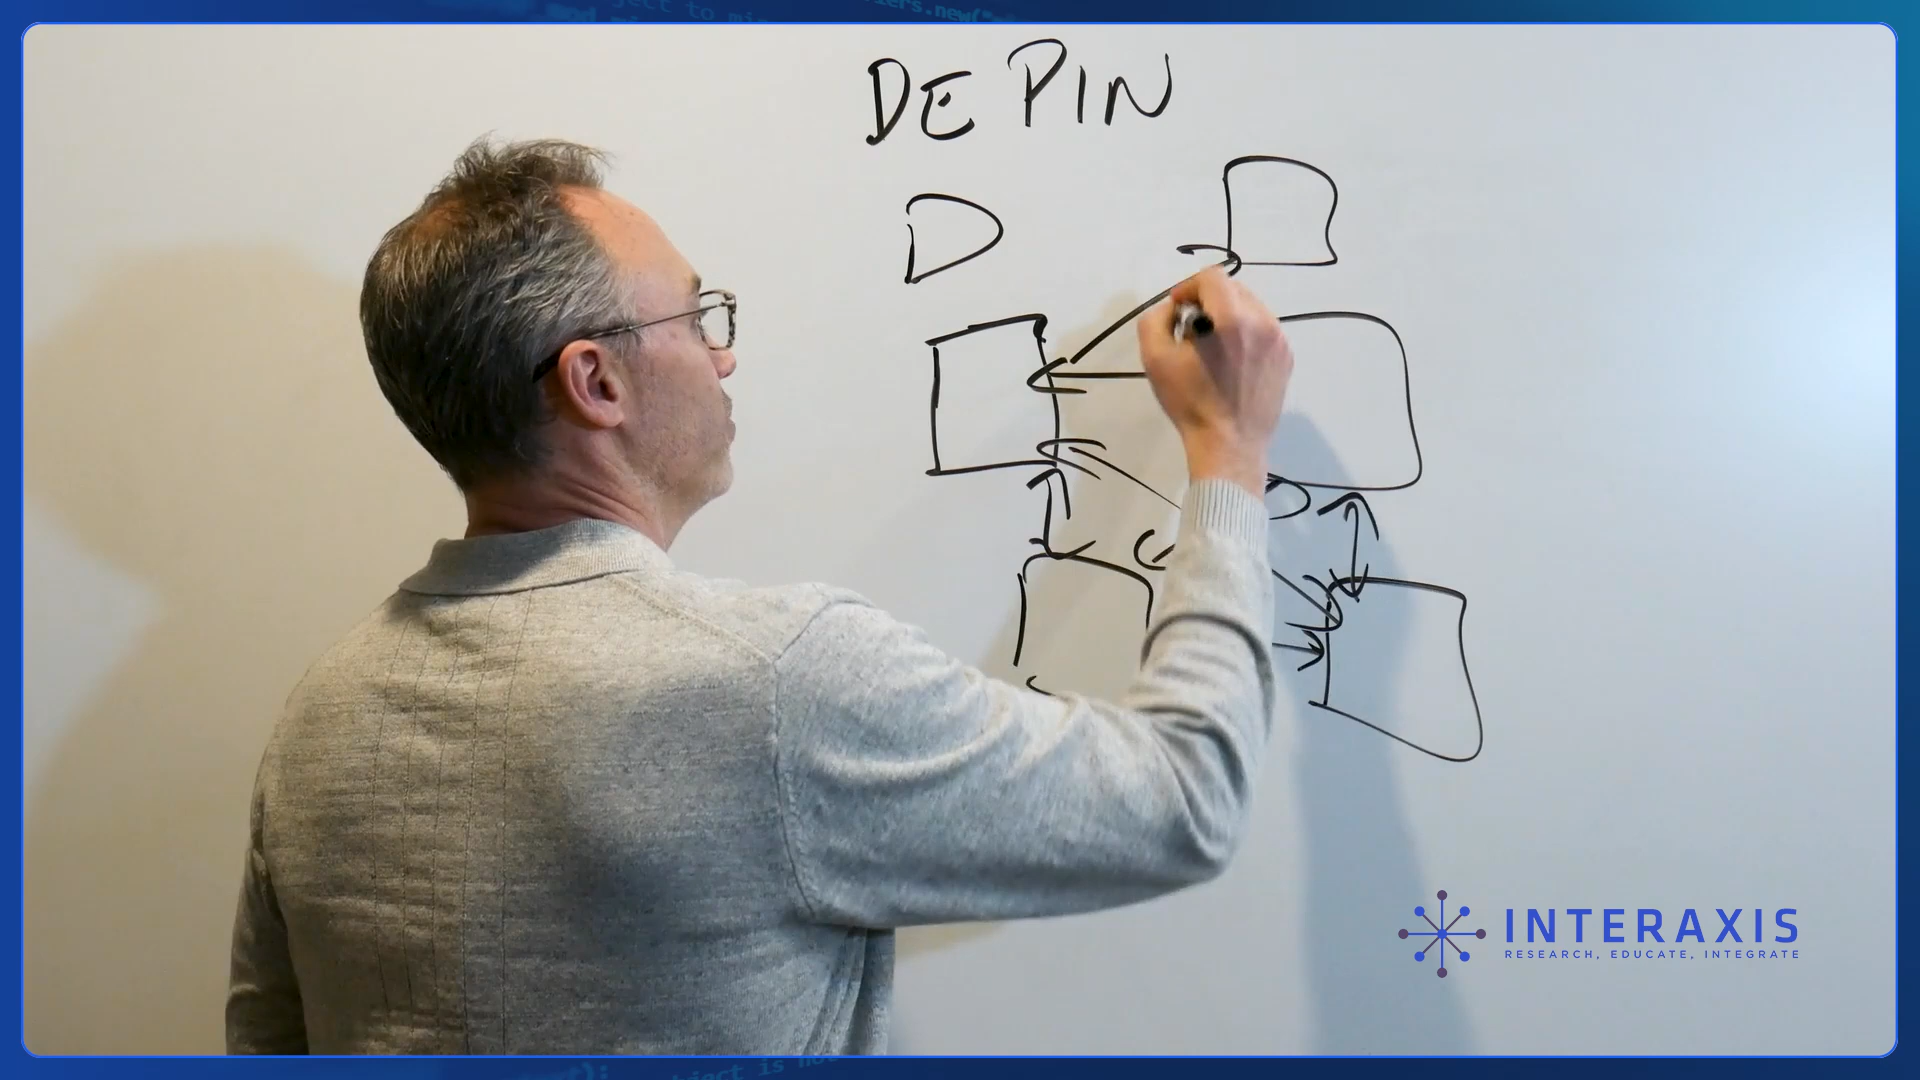 DE PIN
D
INTERAXIS
RESEARCH, EDUCATE, INTEGRATE